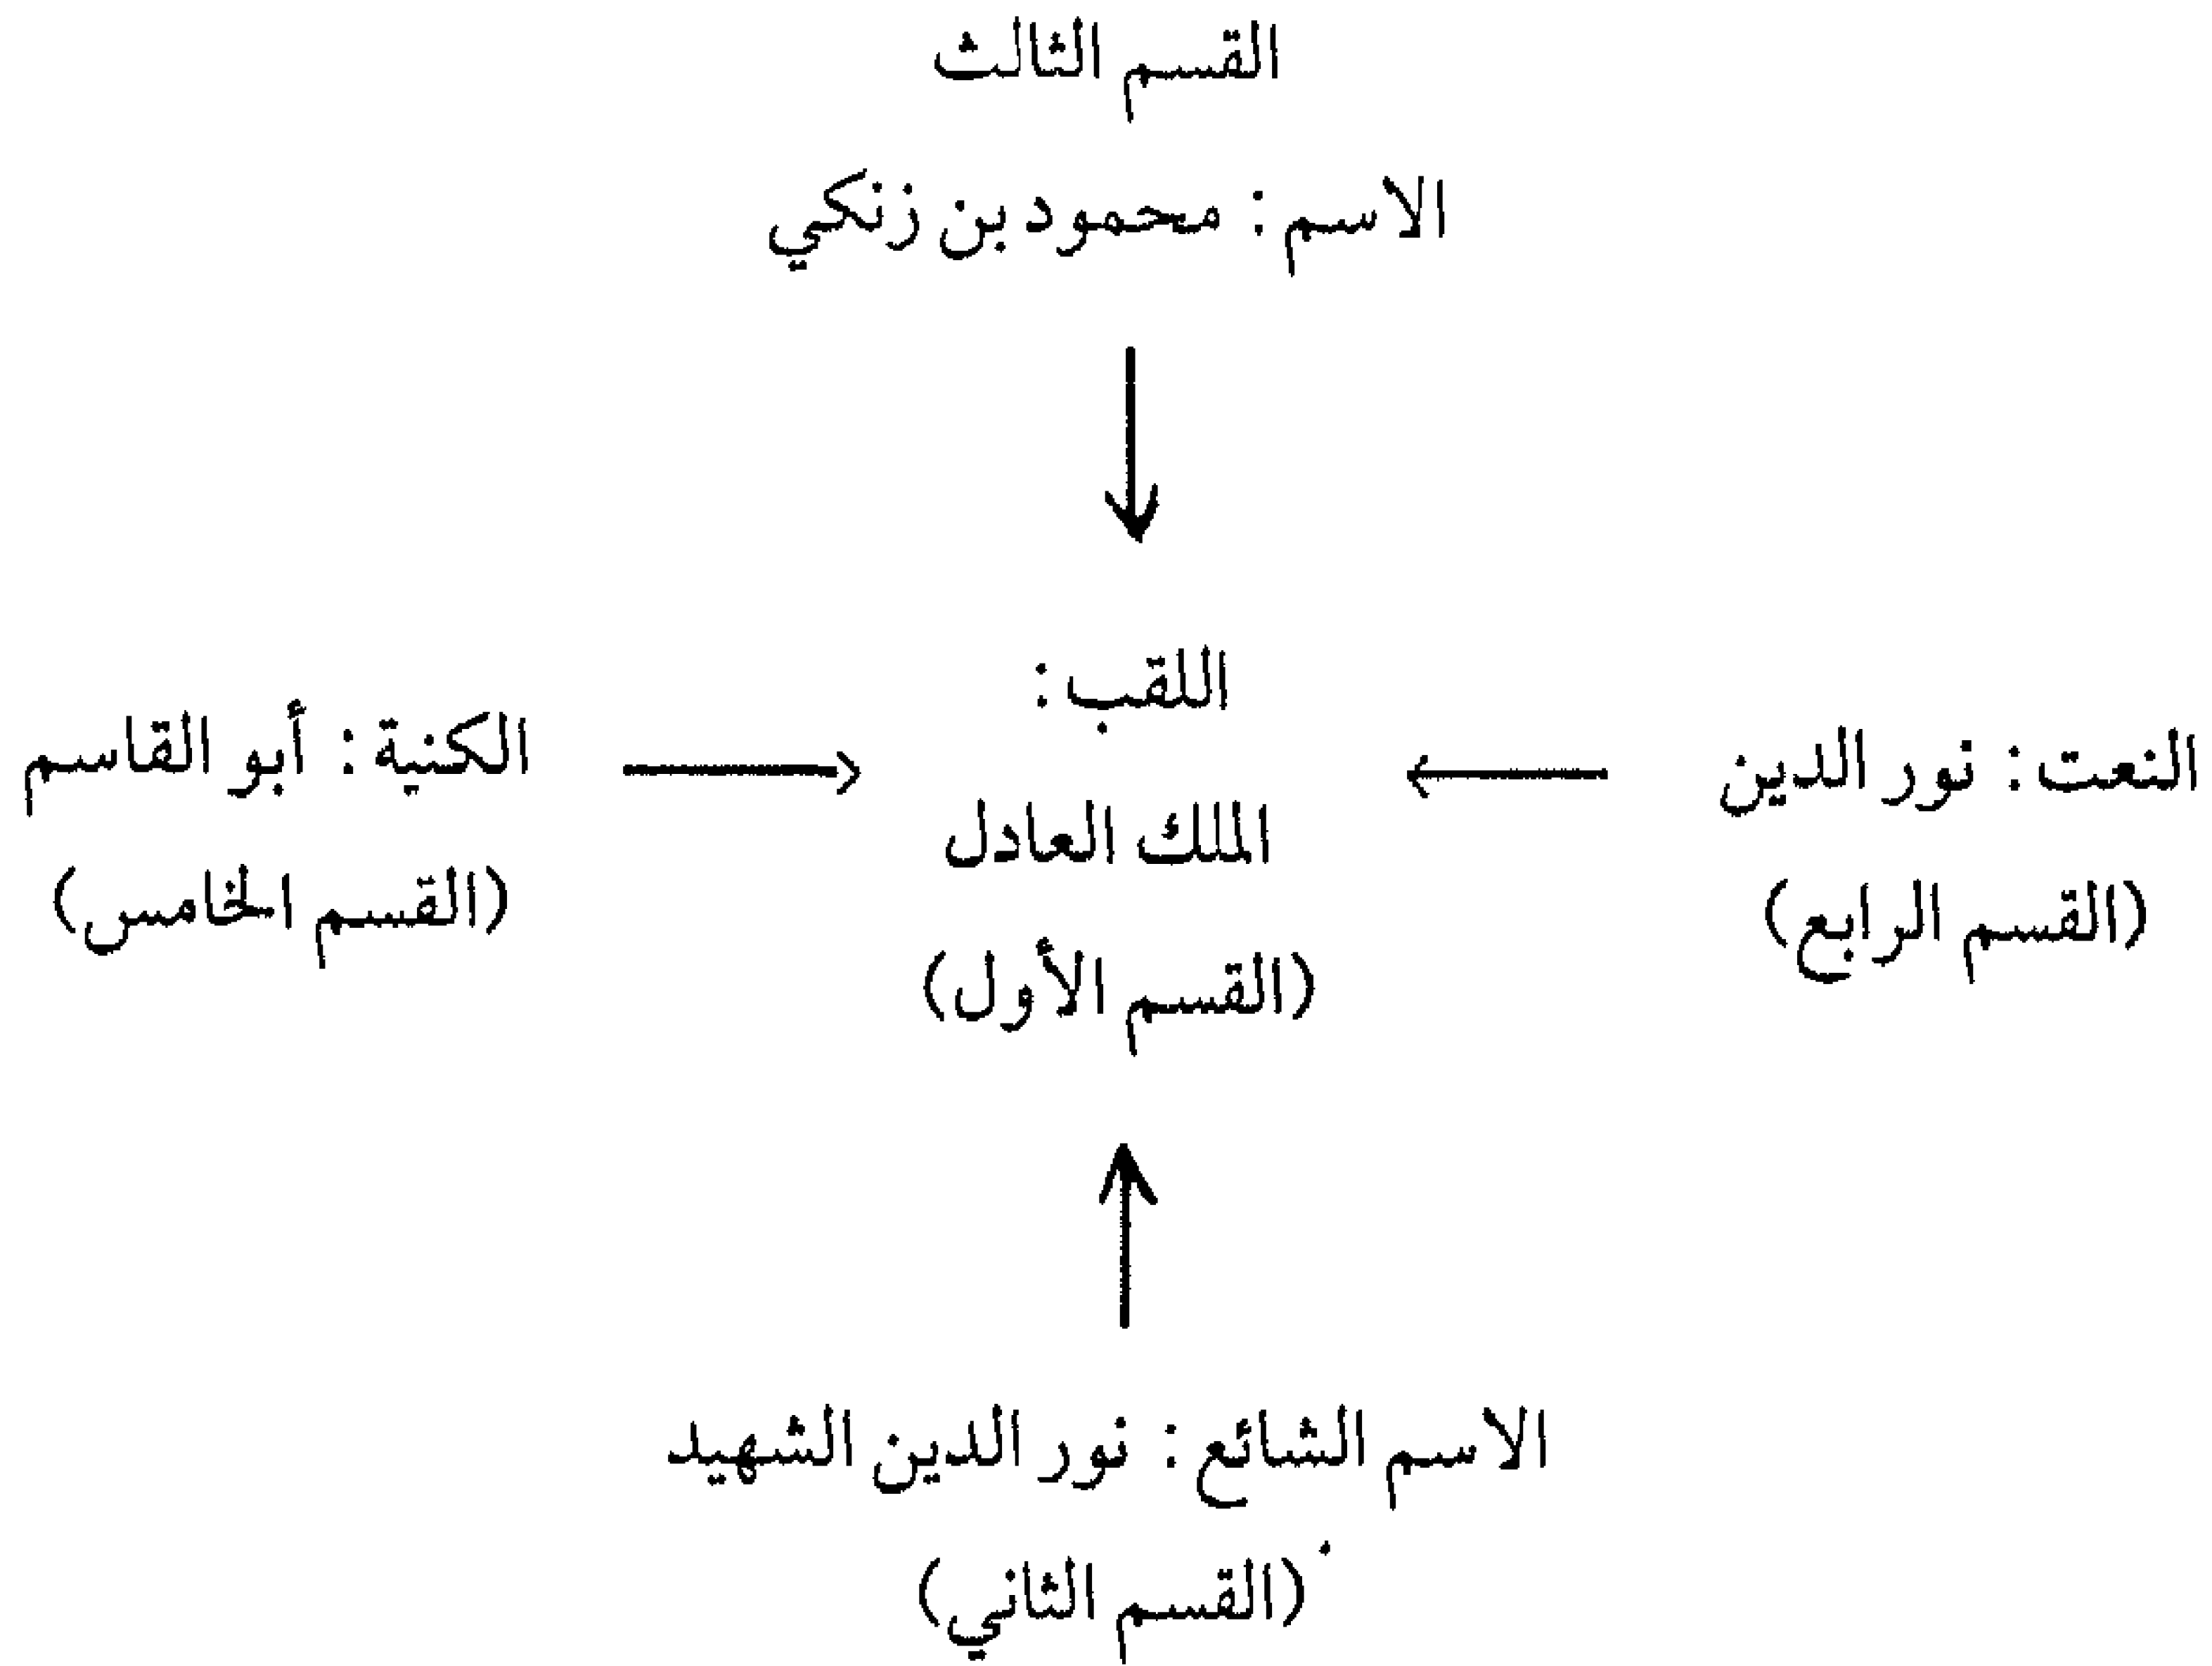 القسم الثالث
الاسم : محمود بن زنكي
اللقب :
النعت : نور الدين
الملك العادل
الكنية : أبو القاسم
(القسم الرابع)
(القسم الأول)
(القسم الخامس)
الاسم الشائع : نور الدين الشهيد
(القسم الثاني)